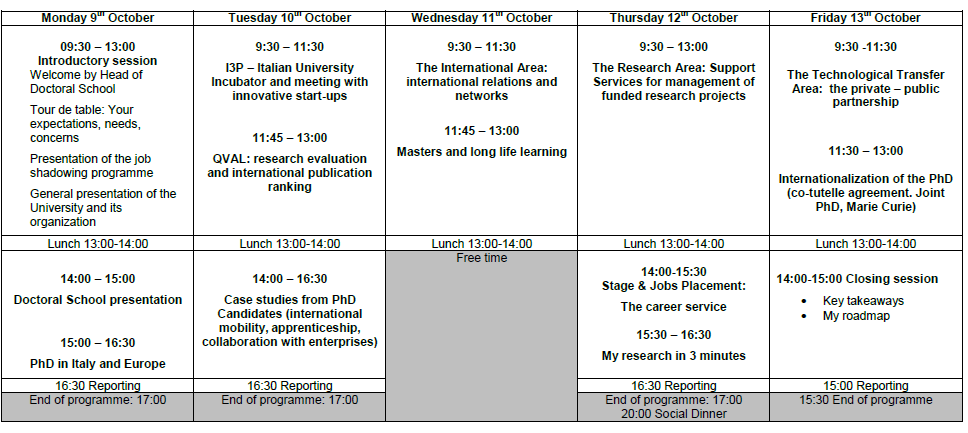 Monday 9th October
Tuesday 10th October
Wednesday 11th October
Thursday 12th October
Friday 13th October
09:30 – 13:00
Introductory session
Welcome by Head of
Doctoral School
Tour de table: Your
expectations, needs,
concerns
Presentation of the job
shadowing programme
General presentation of the
University and its
organization
9:30 – 11:30
I3P – Italian University
Incubator and meeting with
innovative start-ups
11:45 – 13:00
QVAL: research evaluation
and international publication
ranking
9:30 – 11:30
The International Area:
international relations and
networks
11:45 – 13:00
Masters and long life learning
9:30 – 13:00
The Research Area: Support
Services for management of
funded research projects
9:30 -11:30
The Technological Transfer
Area:  the private – public
partnership
11:30 – 13:00
Internationalization of the PhD
(co-tutelle agreement. Joint
PhD, Marie Curie)
Lunch 13:00-14:00
Lunch 13:00-14:00
Lunch 13:00-14:00
Lunch 13:00-14:00
Lunch 13:00-14:00
14:00 – 15:00
Doctoral School presentation
15:00 – 16:30
PhD in Italy and Europe
14:00 – 16:30
Case studies from PhD
Candidates (international
mobility, apprenticeship,
collaboration with enterprises)
Free time
14:00-15:30
Stage & Jobs Placement:
The career service
15:30 – 16:30
My research in 3 minutes
14:00-15:00 Closing session
• Key takeaways
• My roadmap
16:30 Reporting
16:30 Reporting
16:30 Reporting
15:00 Reporting
End of programme: 17:00
End of programme: 17:00
End of programme: 17:00
20:00 Social Dinner
15:30 End of programme